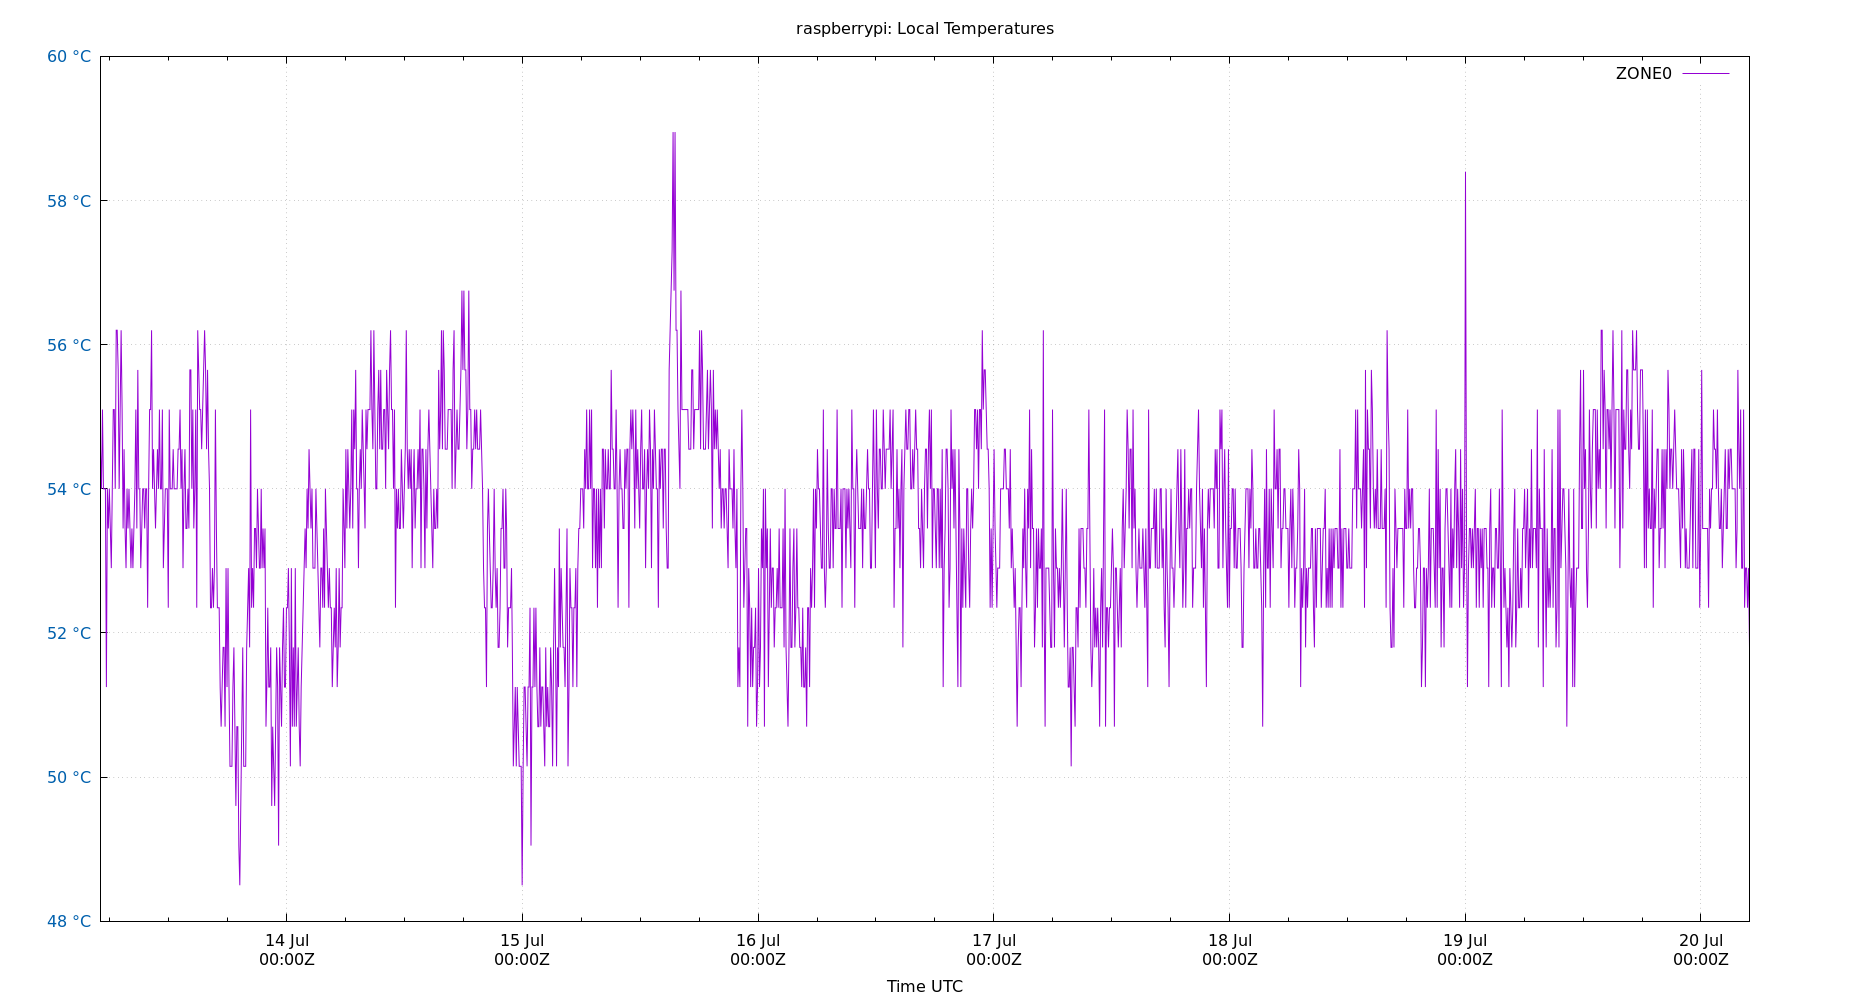 raspberrypi: Local Temperatures
60 °C
ZONE0
58 °C
56 °C
54 °C
52 °C
50 °C
48 °C
14 Jul 15 Jul 16 Jul 17 Jul 18 Jul 19 Jul 20 Jul
00:00Z 00:00Z 00:00Z 00:00Z 00:00Z 00:00Z 00:00Z
Time UTC